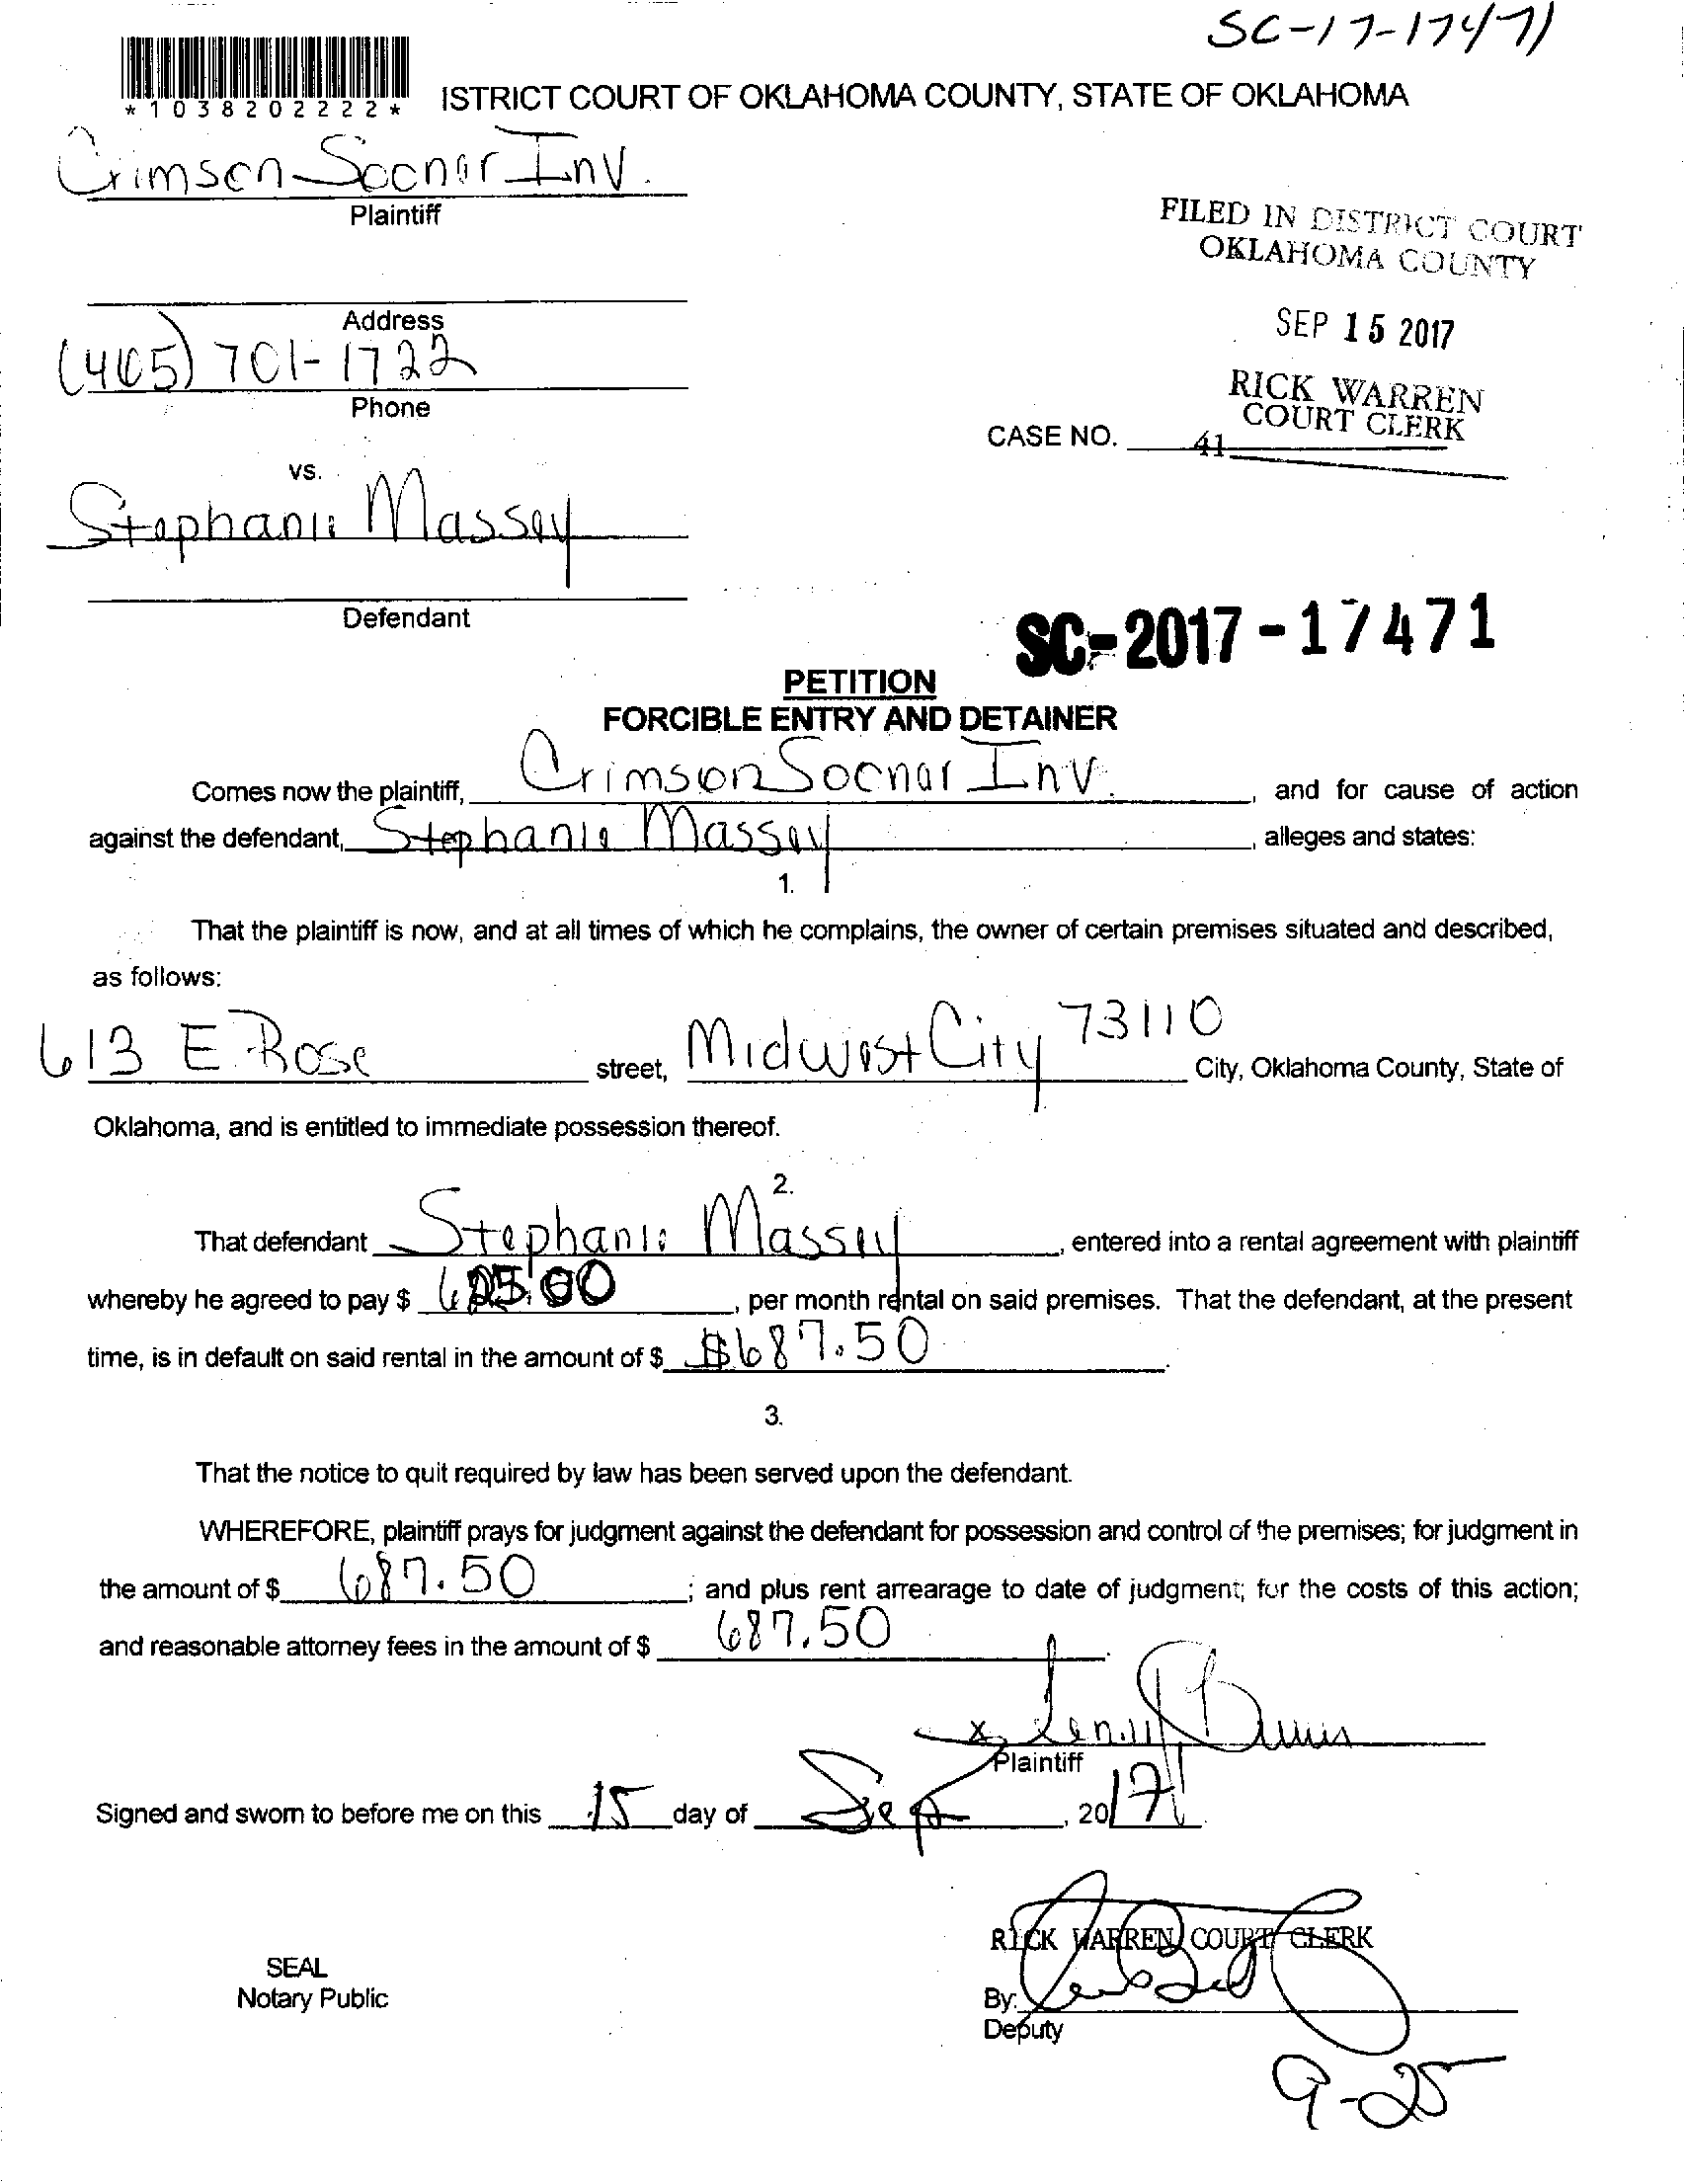 SC-17-17471
*1038202222*
ISTRICT COURT OF OKLAHOMA COUNTY, STATE OF OKLAHOMA
Crimson Sooner Inv.
Plaintiff
FILED IN DISTRICT COURT
OKLAHOMA COUNTY
Address
SEP 15 2017
(405) 701-1722
Phone
RICK WARREN
COURT CLERK
CASE NO. 41
vs.
Stephanie Massey
Defendant
SC-2017-17471
PETITION
FORCIBLE ENTRY AND DETAINER
Comes now the plaintiff, Crimson Sooner Inv. , and for cause of action
against the defendant, Stephanie Massey , alleges and states:
1.
That the plaintiff is now, and at all times of which he complains, the owner of certain premises situated and described,
as follows:
613 E Rose street, Midwest City 73110 City, Oklahoma County, State of
Oklahoma, and is entitled to immediate possession thereof.
2.
That defendant Stephanie Massey , entered into a rental agreement with plaintiff
whereby he agreed to pay $ 625.00 , per month rental on said premises. That the defendant, at the present
time, is in default on said rental in the amount of $ $687.50 .
3.
That the notice to quit required by law has been served upon the defendant.
WHEREFORE, plaintiff prays for judgment against the defendant for possession and control of the premises; for judgment in
the amount of $ 687.50 ; and plus rent arrearage to date of judgment; for the costs of this action;
and reasonable attorney fees in the amount of $ 687.50 .
x
Plaintiff
Signed and sworn to before me on this 15 day of Sept , 2017.
RICK WARREN COURT CLERK
SEAL
Notary Public
By:
Deputy
9-25